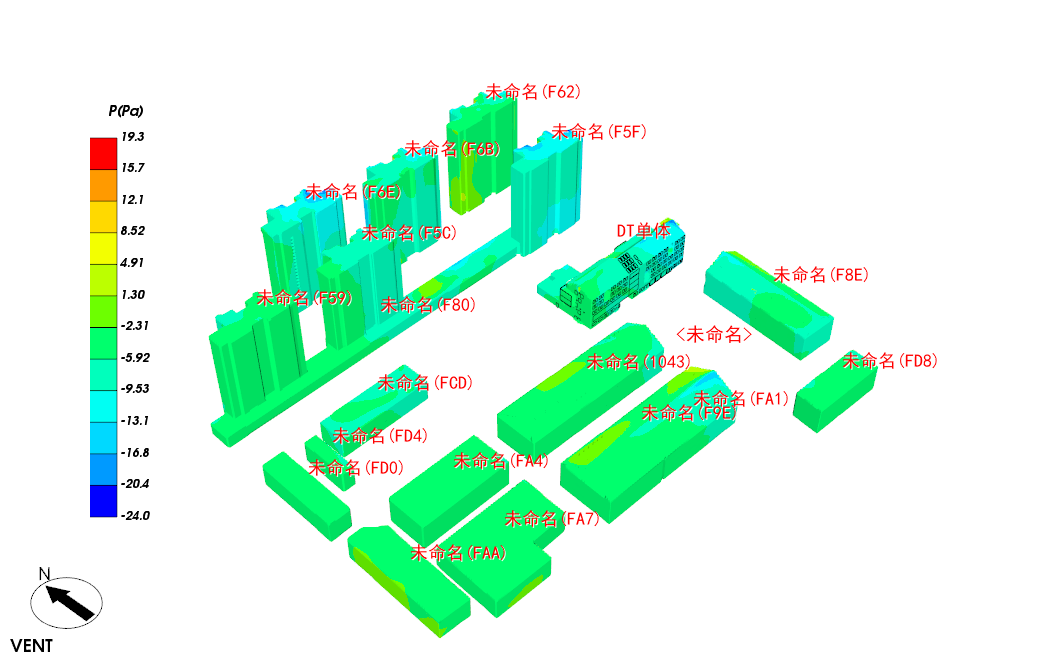 未命名(F62)
P(Pa)
未命名(F5F)
19.3
未命名(F6B)
15.7
未命名(F6E)
12.1
8.52
未命名(F5C)
DT单体
4.91
未命名(F8E)
1.30
未命名(F59)
未命名(F80)
-2.31
<未命名>
-5.92
未命名(1043)
未命名(FD8)
-9.53
未命名(FCD)
未命名(FA1)
-13.1
未命名(F9E)
未命名(FD4)
-16.8
未命名(FA4)
未命名(FD0)
-20.4
-24.0
未命名(FA7)
未命名(FAA)
N
VENT